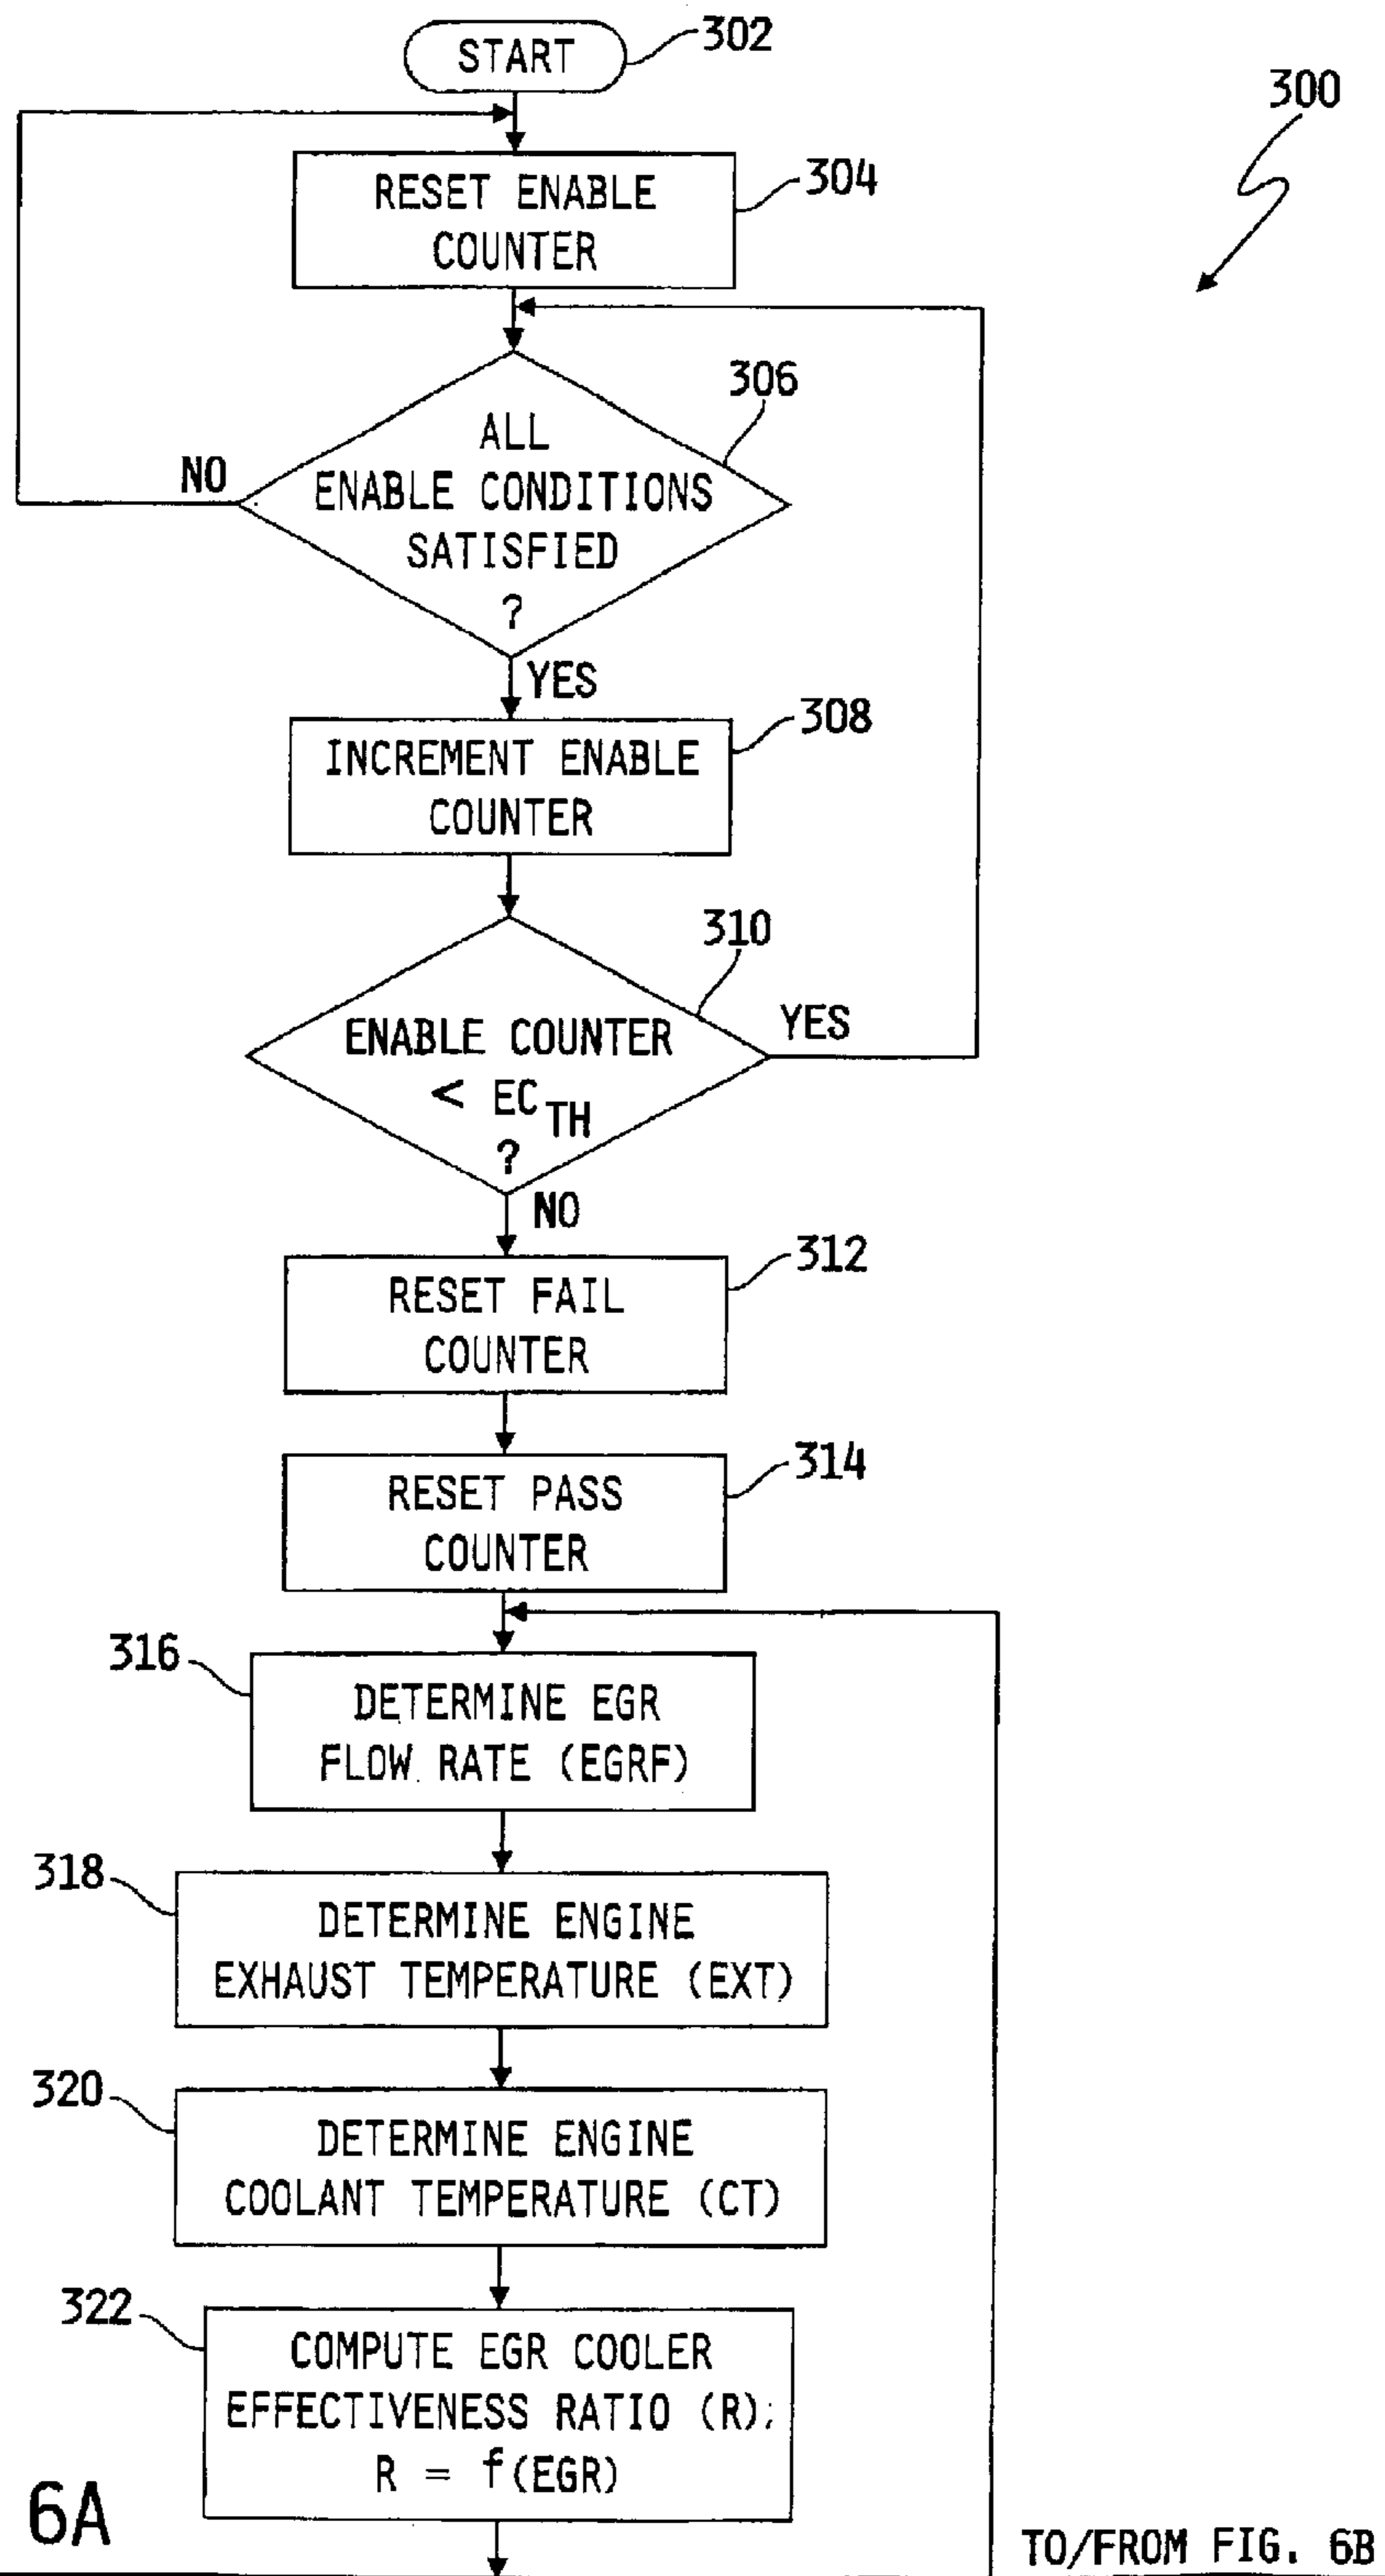 START
302
300
RESET ENABLE
COUNTER
304
306
ALL
ENABLE CONDITIONS
SATISFIED
?
NO
YES
308
INCREMENT ENABLE
COUNTER
310
ENABLE COUNTER
< EC TH
?
YES
NO
312
RESET FAIL
COUNTER
314
RESET PASS
COUNTER
316
DETERMINE EGR
FLOW RATE (EGRF)
318
DETERMINE ENGINE
EXHAUST TEMPERATURE (EXT)
320
DETERMINE ENGINE
COOLANT TEMPERATURE (CT)
322
COMPUTE EGR COOLER
EFFECTIVENESS RATIO (R);
R = f(EGR)
6A
TO/FROM FIG. 6B